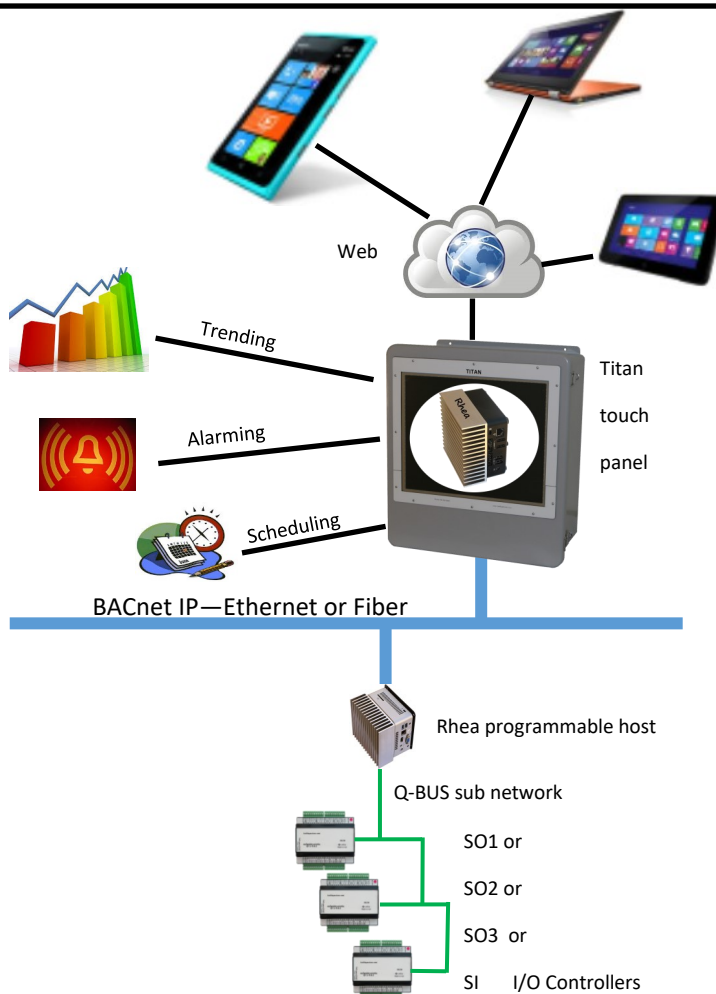 Web
Trending
TITAN
Rhea
Titan
touch
panel
Alarming
Scheduling
BACnet IP—Ethernet or Fiber
Rhea programmable host
Q-BUS sub network
SO1 or
SO2 or
SO3 or
SI I/O Controllers